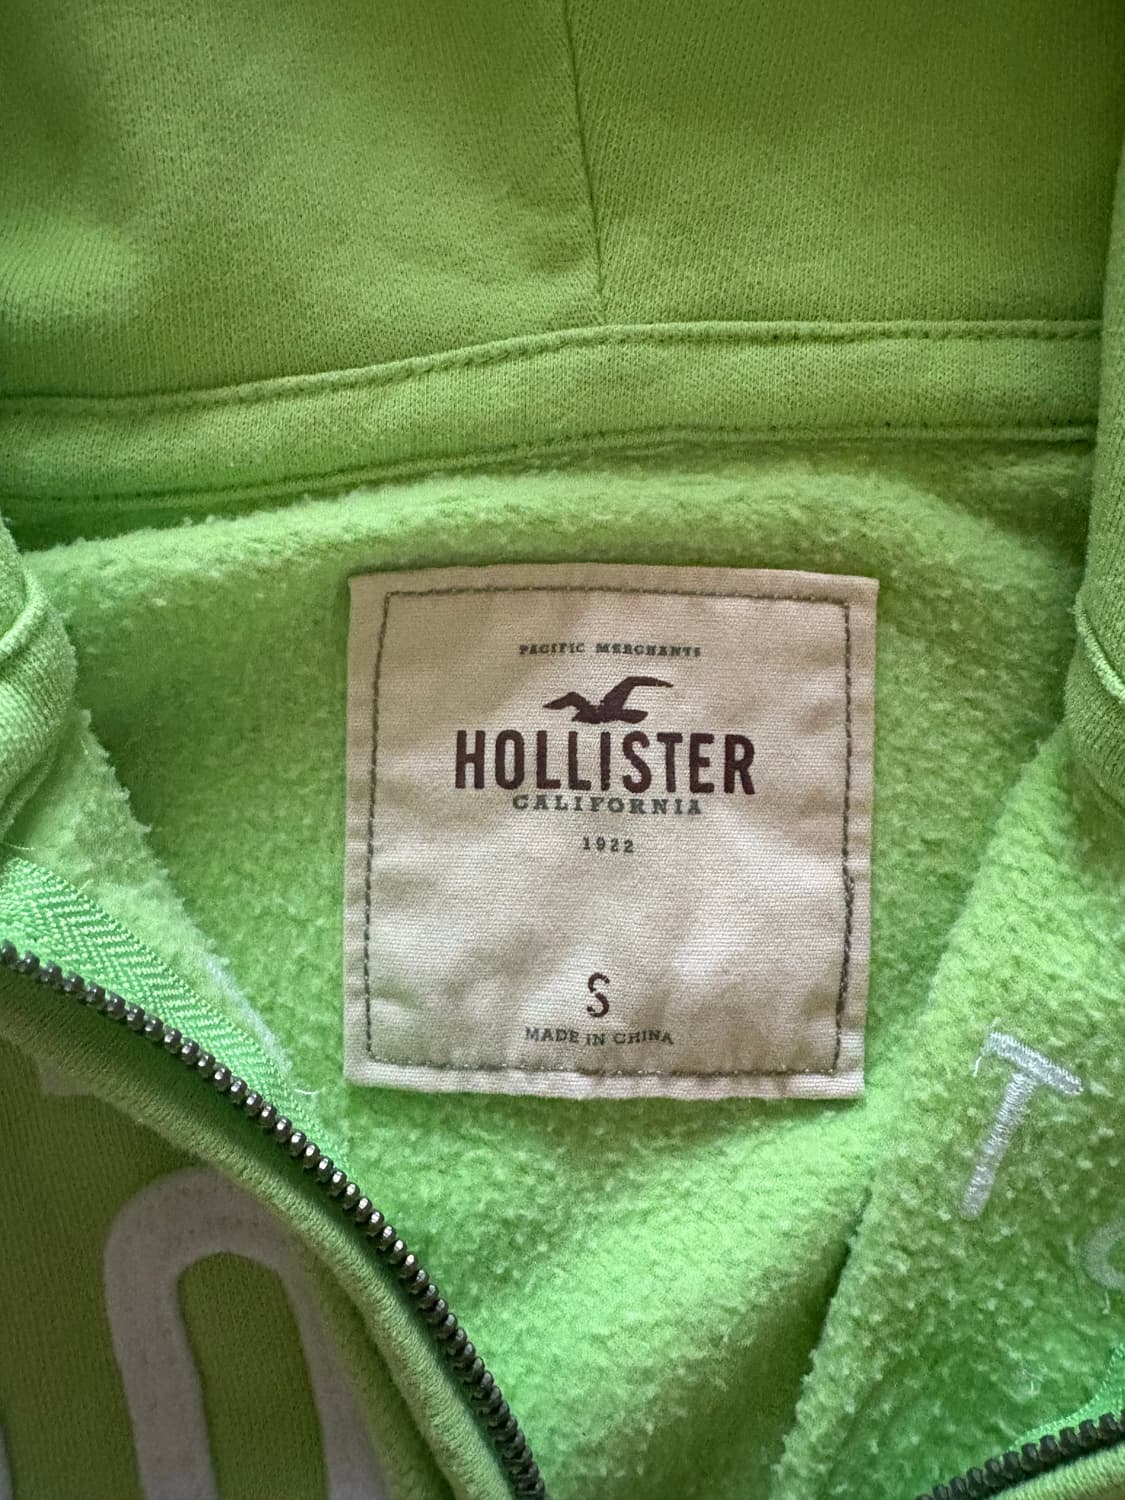 PACIFIC MERCHANTS
HOLLISTER
CALIFORNIA
1922
S
MADE IN CHINA
T